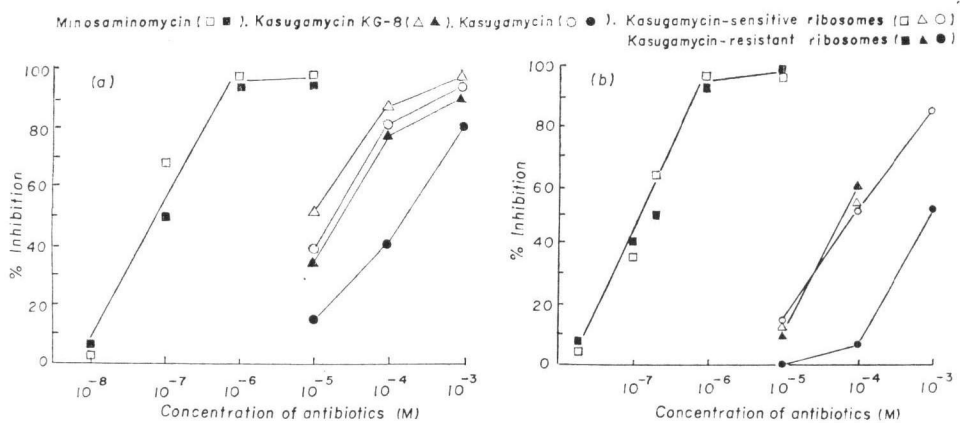 Minosaminomycin (□ ■). Kasugamycin KG-8 (△ ▲). Kasugamycin (○ ●). Kasugamycin-sensitive ribosomes (□ △ ○)
Kasugamycin-resistant ribosomes (■ ▲ ●)
(a)
% Inhibition
100
80
60
40
20
0
10⁻⁸ 10⁻⁷ 10⁻⁶ 10⁻⁵ 10⁻⁴ 10⁻³
Concentration of antibiotics (M)
(b)
% Inhibition
100
80
60
40
20
0
10⁻⁷ 10⁻⁶ 10⁻⁵ 10⁻⁴ 10⁻³
Concentration of antibiotics (M)